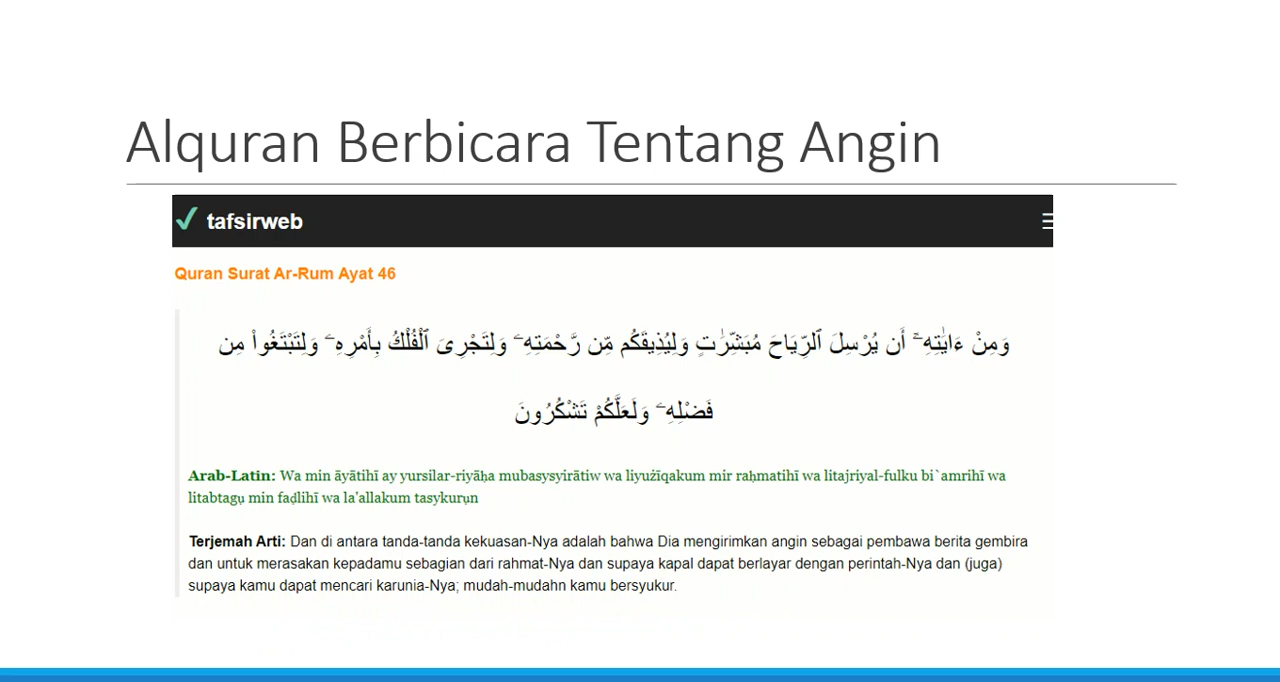 Alquran Berbicara Tentang Angin
tafsirweb
Quran Surat Ar-Rum Ayat 46
وَمِنْ ءَايَٰتِهِۦٓ أَن يُرْسِلَ ٱلرِّيَاحَ مُبَشِّرَٰتٍ وَلِيُذِيقَكُم مِّن رَّحْمَتِهِۦ وَلِتَجْرِىَ ٱلْفُلْكُ بِأَمْرِهِۦ وَلِتَبْتَغُوا۟ مِن
فَضْلِهِۦ وَلَعَلَّكُمْ تَشْكُرُونَ
Arab-Latin: Wa min āyātihī ay yursilar-riyāḥa mubasysyirātiw wa liyużīqakum mir raḥmatihī wa litajriyal-fulku bi`amrihī wa
litabtagụ min faḍlihī wa la'allakum tasykurụn
Terjemah Arti: Dan di antara tanda-tanda kekuasan-Nya adalah bahwa Dia mengirimkan angin sebagai pembawa berita gembira
dan untuk merasakan kepadamu sebagian dari rahmat-Nya dan supaya kapal dapat berlayar dengan perintah-Nya dan (juga)
supaya kamu dapat mencari karunia-Nya; mudah-mudahn kamu bersyukur.